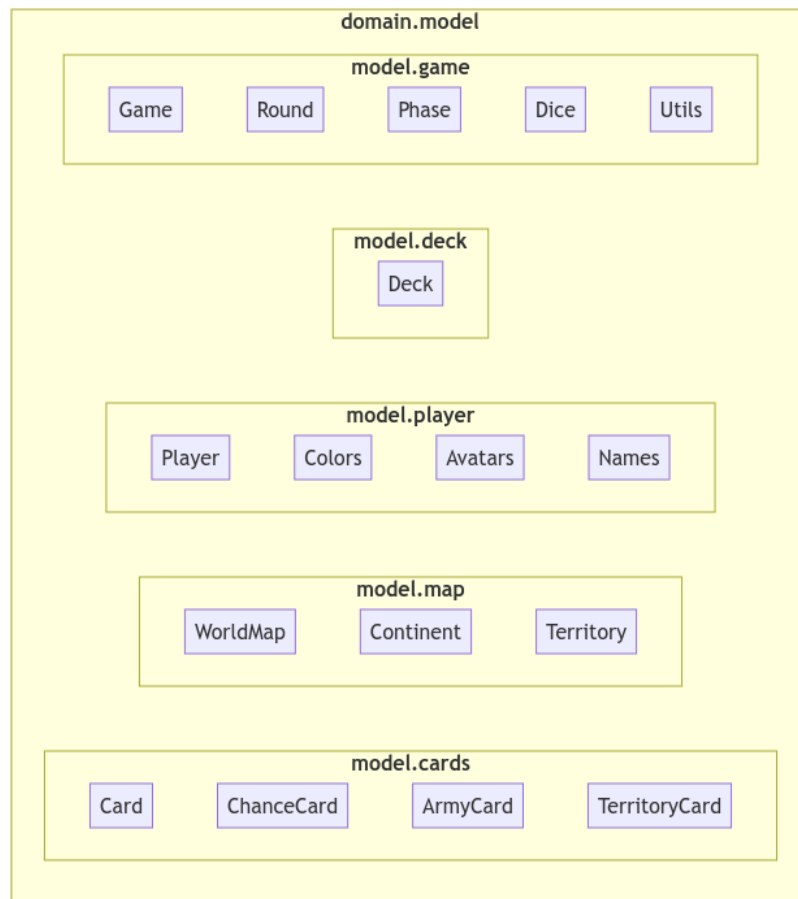 domain.model
model.game
Game Round Phase Dice Utils
model.deck
Deck
model.player
Player Colors Avatars Names
model.map
WorldMap Continent Territory
model.cards
Card ChanceCard ArmyCard TerritoryCard